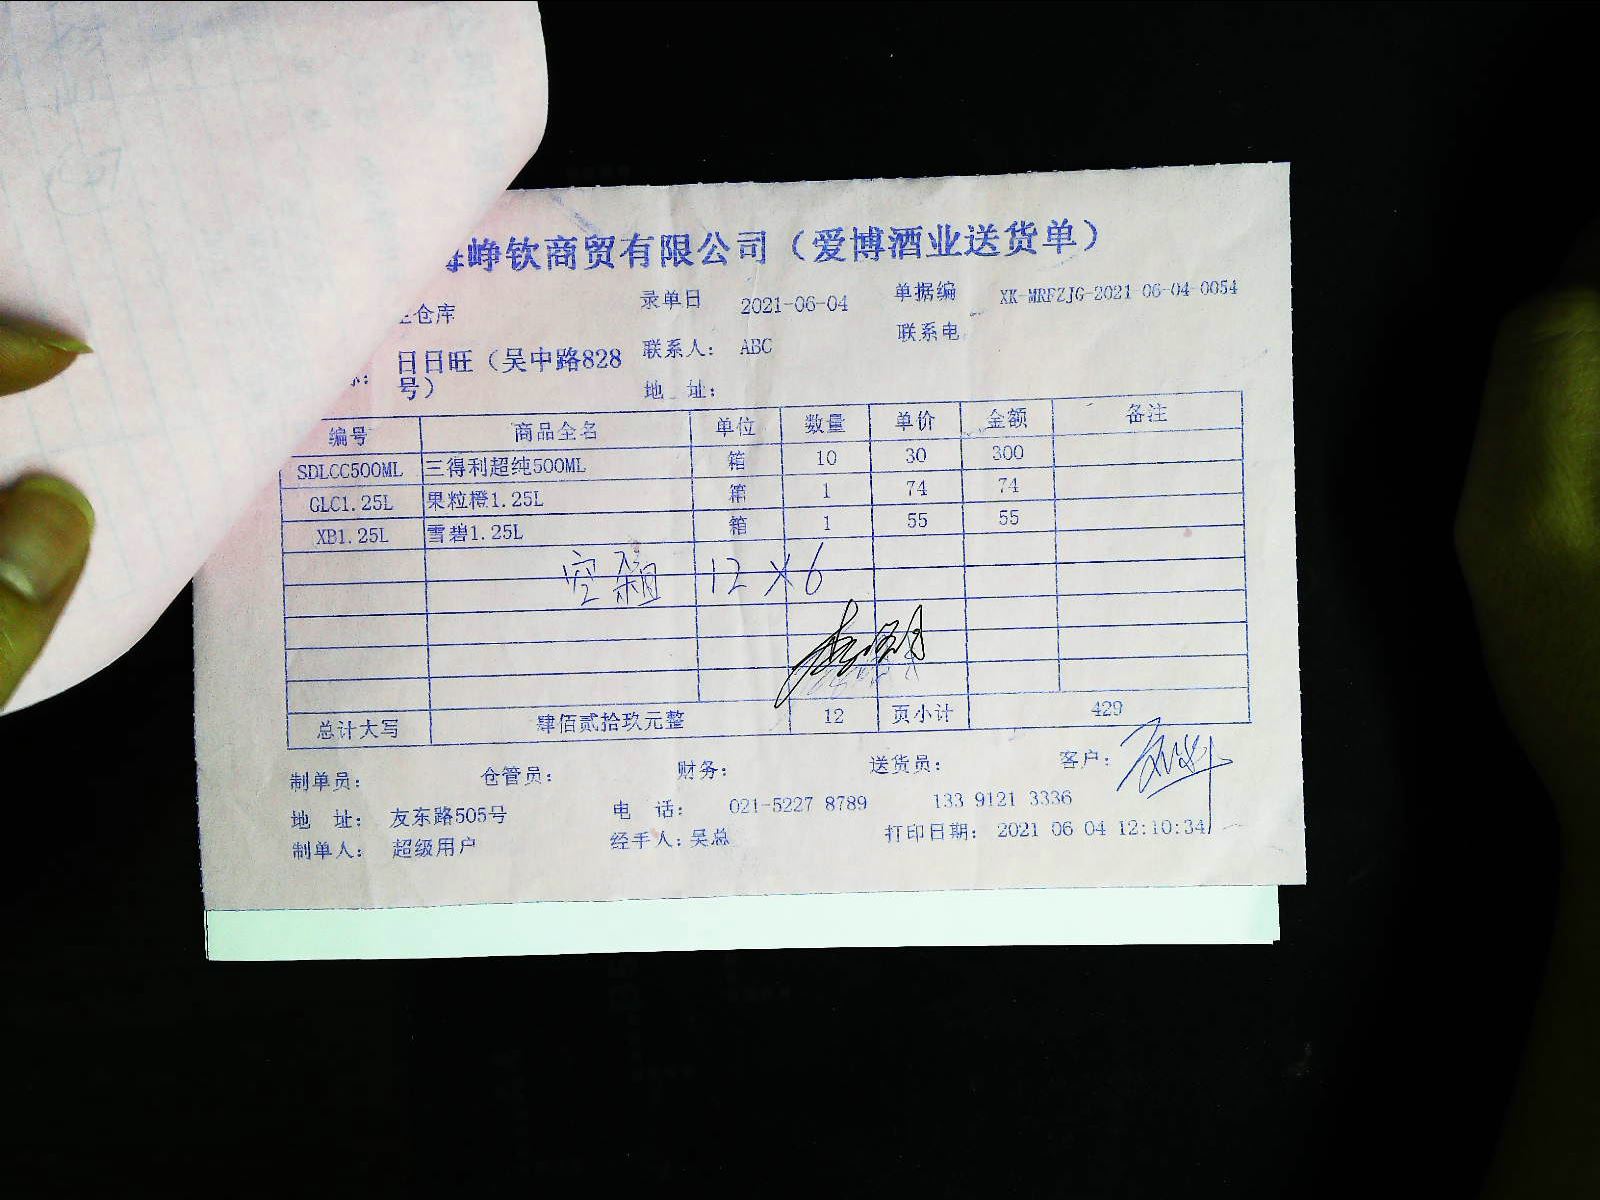 峥钦商贸有限公司（爱博酒业送货单）
仓库 录单日 2021-06-04 单据编 XK-MRFZJG-2021-06-04-0054
日日旺（吴中路828号） 联系人： ABC 联系电
地 址：
编号 商品全名 单位 数量 单价 金额 备注
SDLCC500ML 三得利超纯500ML 箱 10 30 300
GLC1.25L 果粒橙1.25L 箱 1 74 74
XB1.25L 雪碧1.25L 箱 1 55 55
空箱 12×6
总计大写 肆佰贰拾玖元整 12 页小计 429
制单员： 仓管员： 财务： 送货员： 客户：
地 址： 友东路505号 电 话： 021-5227 8789 133 9121 3336
制单人： 超级用户 经手人：吴总 打印日期： 2021 06 04 12:10:34